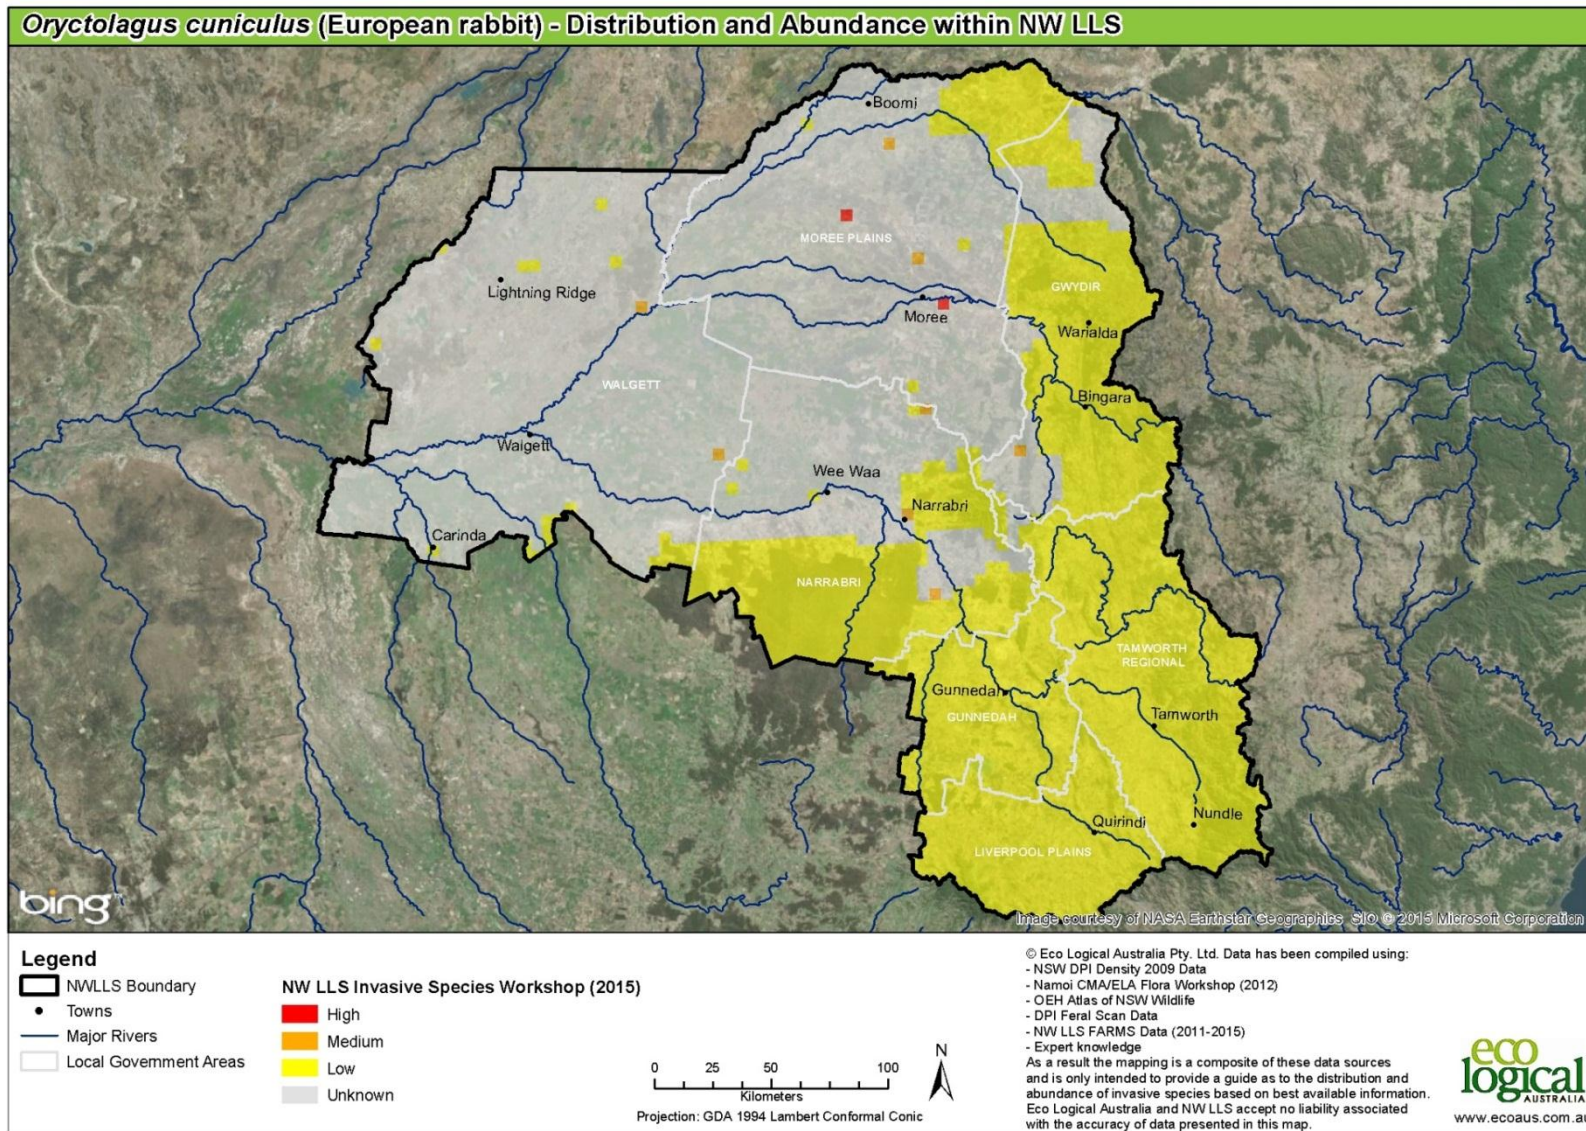 Oryctolagus cuniculus (European rabbit) - Distribution and Abundance within NW LLS
Boomi
MOREE PLAINS
Lightning Ridge
GWYDIR
Moree
Warialda
WALGETT
Bingara
Walgett
Wee Waa
Narrabri
Carinda
NARRABRI
TAMWORTH
REGIONAL
Gunnedah
GUNNEDAH
Tamworth
Quirindi
Nundle
LIVERPOOL PLAINS
bing
Image courtesy of NASA Earthstar Geographics SIO © 2015 Microsoft Corporation
Legend
NWLLS Boundary
Towns
Major Rivers
Local Government Areas
NW LLS Invasive Species Workshop (2015)
High
Medium
Low
Unknown
0 25 50 100
Kilometers
N
Projection: GDA 1994 Lambert Conformal Conic
© Eco Logical Australia Pty. Ltd. Data has been compiled using:
- NSW DPI Density 2009 Data
- Namoi CMA/ELA Flora Workshop (2012)
- OEH Atlas of NSW Wildlife
- DPI Feral Scan Data
- NW LLS FARMS Data (2011-2015)
- Expert knowledge
As a result the mapping is a composite of these data sources
and is only intended to provide a guide as to the distribution and
abundance of invasive species based on best available information.
Eco Logical Australia and NW LLS accept no liability associated
with the accuracy of data presented in this map.
eco
logical
AUSTRALIA
www.ecoaus.com.au